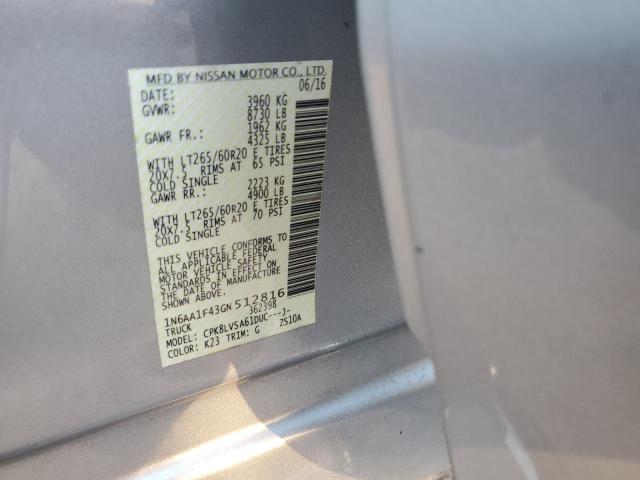 MFD BY NISSAN MOTOR CO., LTD.
DATE: 06/16
GVWR: 3960 KG
8730 LB
GAWR FR.: 1962 KG
4325 LB
WITH LT265/60R20 E TIRES
20X7.5 RIMS AT 65 PSI
COLD SINGLE
GAWR RR.: 2223 KG
4900 LB
WITH LT265/60R20 E TIRES
20X7.5 RIMS AT 70 PSI
COLD SINGLE
THIS VEHICLE CONFORMS TO
ALL APPLICABLE FEDERAL
MOTOR VEHICLE SAFETY
STANDARDS IN EFFECT ON
THE DATE OF MANUFACTURE
SHOWN ABOVE.
1N6AA1F43GN512816
TRUCK 362398
MODEL: CPK8LVSA61DUC---J-
COLOR: K23 TRIM: G ZS10A